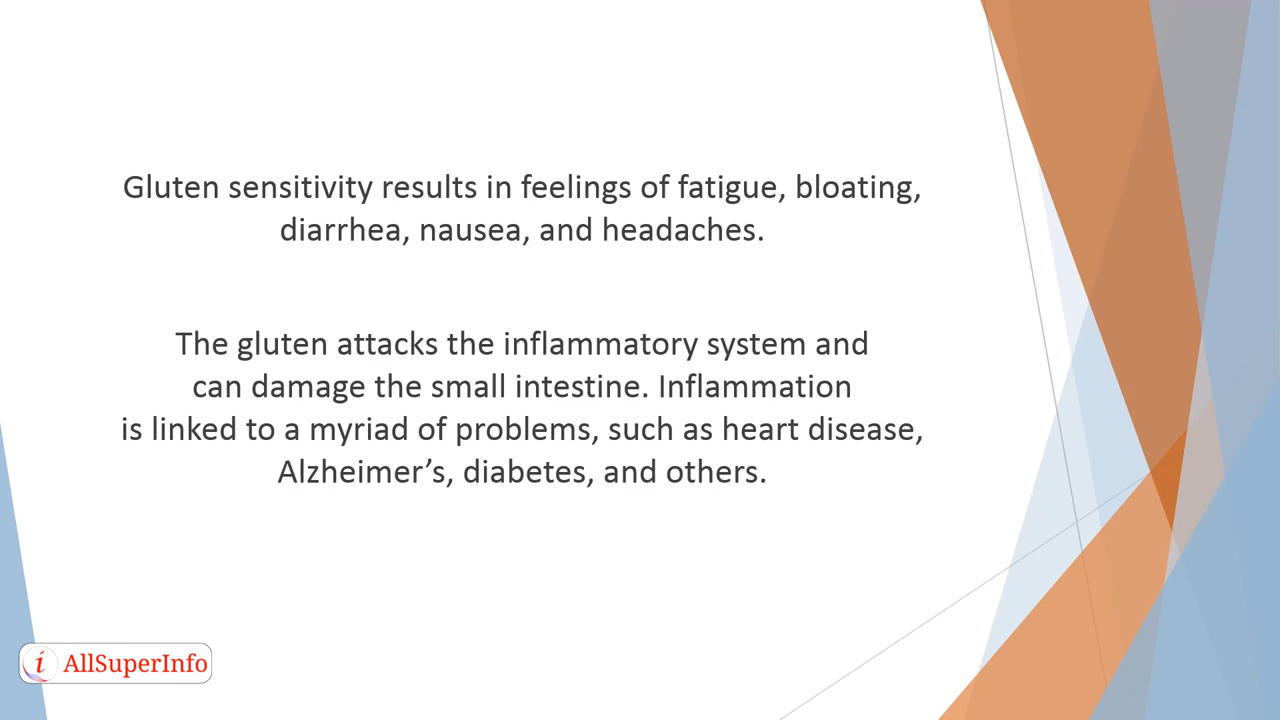 Gluten sensitivity results in feelings of fatigue, bloating,
diarrhea, nausea, and headaches.
The gluten attacks the inflammatory system and
can damage the small intestine. Inflammation
is linked to a myriad of problems, such as heart disease,
Alzheimer’s, diabetes, and others.
i AllSuperInfo